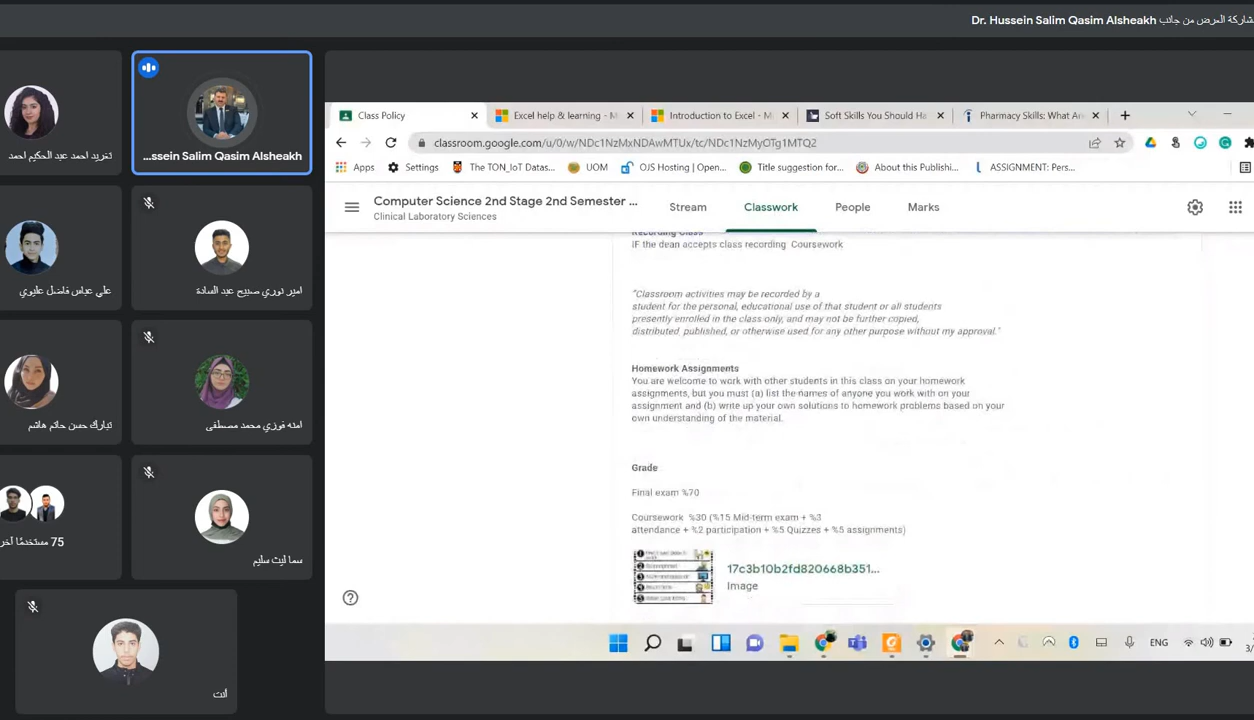 Dr. Hussein Salim Qasim Alsheakh شاركة العرض من جانب
تغريد احمد عبد الحكيم احمد
...ssein Salim Qasim Alsheakh
علي عباس فاضل عليوي
امير نوري صبيح عبد السادة
تبارك حسن حاتم هاشم
امنه فوزي محمد مصطفى
75 مستخدمًا آخر
سما ليث سليم
أنت
Class Policy
Excel help & learning - M
Introduction to Excel - M
Soft Skills You Should Ha
Pharmacy Skills: What An
classroom.google.com/u/0/w/NDc1NzMxNDAwMTUx/tc/NDc1NzMyOTg1MTQ2
Apps
Settings
The TON_IoT Datas...
UOM
OJS Hosting | Open...
Title suggestion for...
About this Publishi...
ASSIGNMENT: Pers...
Computer Science 2nd Stage 2nd Semester ...
Clinical Laboratory Sciences
Stream
Classwork
People
Marks
Recording Class
IF the dean accepts class recording Coursework
"Classroom activities may be recorded by a
student for the personal, educational use of that student or all students
presently enrolled in the class only, and may not be further copied,
distributed, published, or otherwise used for any other purpose without my approval."
Homework Assignments
You are welcome to work with other students in this class on your homework
assignments, but you must (a) list the names of anyone you work with on your
assignment and (b) write up your own solutions to homework problems based on your
own understanding of the material.
Grade
Final exam %70
Coursework %30 (%15 Mid-term exam + %3
attendance + %2 participation + %5 Quizzes + %5 assignments)
17c3b10b2fd820668b351...
Image
ENG